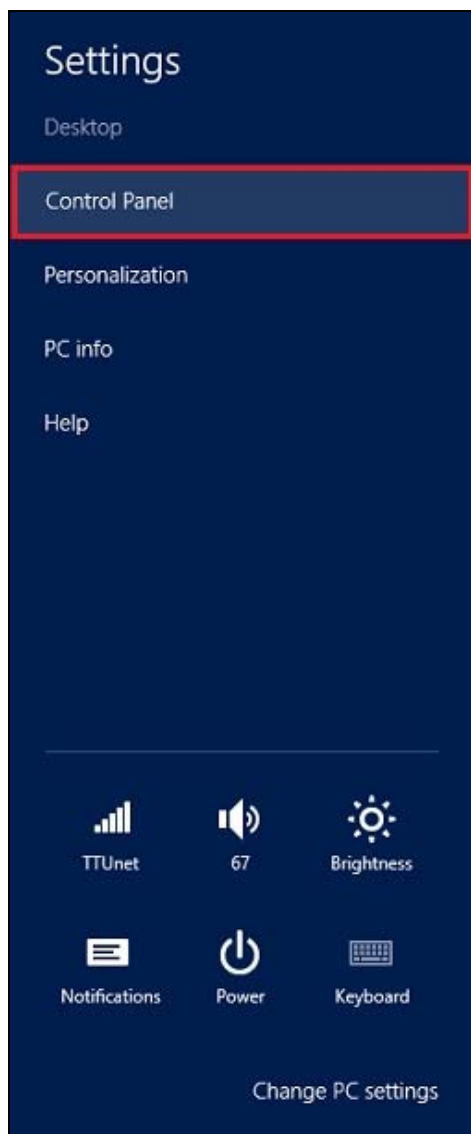 Settings
Desktop
Control Panel
Personalization
PC info
Help
TTUnet 67 Brightness
Notifications Power Keyboard
Change PC settings